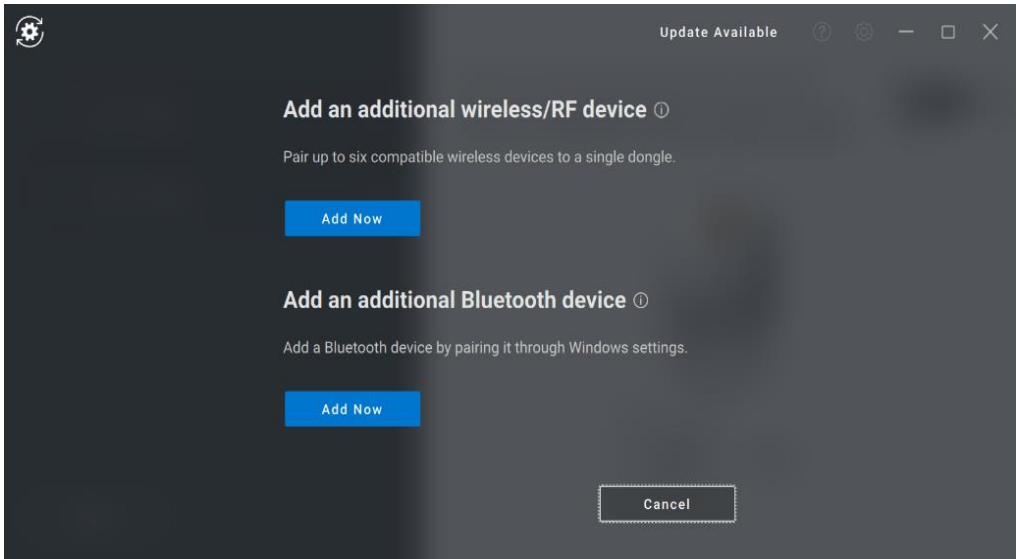 Update Available
Add an additional wireless/RF device
Pair up to six compatible wireless devices to a single dongle.
Add Now
Add an additional Bluetooth device
Add a Bluetooth device by pairing it through Windows settings.
Add Now
Cancel